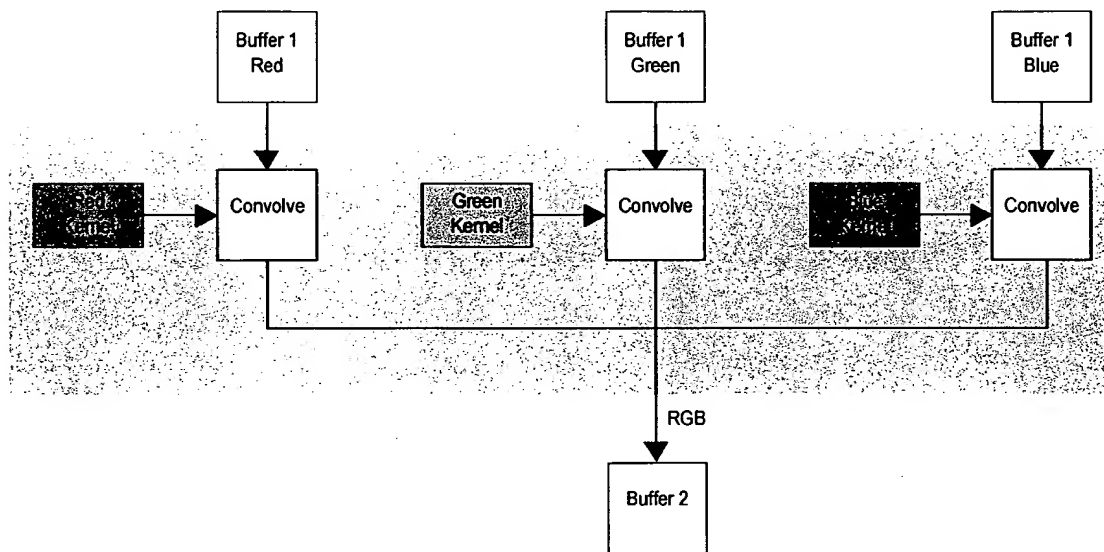 Buffer 1
Red
Buffer 1
Green
Buffer 1
Blue
Red
Kernel
Convolve
Green
Kernel
Convolve
Blue
Kernel
Convolve
RGB
Buffer 2